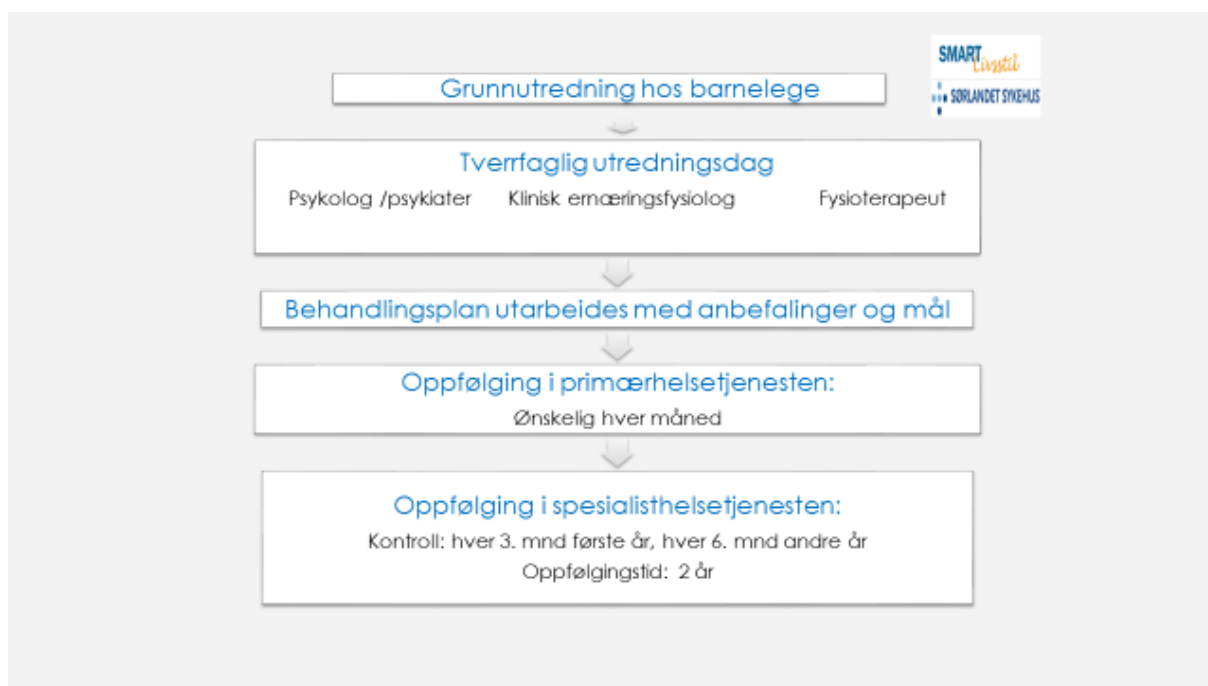 SMART
Livsstil
SØRLANDET SYKEHUS
Grunnutredning hos barnelege
Tverrfaglig utredningsdag
Psykolog /psykiater Klinisk ernæringsfysiolog Fysioterapeut
Behandlingsplan utarbeides med anbefalinger og mål
Oppfølging i primærhelsetjenesten:
Ønskelig hver måned
Oppfølging i spesialisthelsetjenesten:
Kontroll: hver 3. mnd første år, hver 6. mnd andre år
Oppfølgingstid: 2 år